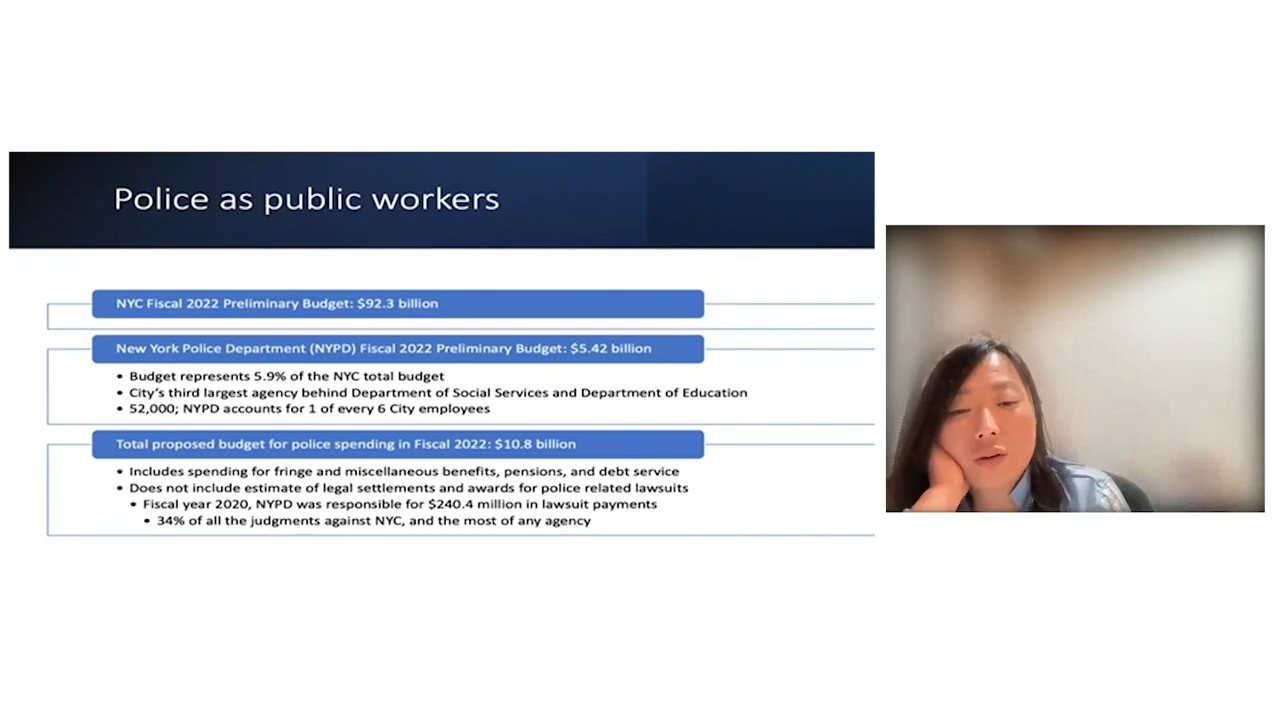 Police as public workers
NYC Fiscal 2022 Preliminary Budget: $92.3 billion
New York Police Department (NYPD) Fiscal 2022 Preliminary Budget: $5.42 billion
• Budget represents 5.9% of the NYC total budget
• City's third largest agency behind Department of Social Services and Department of Education
• 52,000; NYPD accounts for 1 of every 6 City employees
Total proposed budget for police spending in Fiscal 2022: $10.8 billion
• Includes spending for fringe and miscellaneous benefits, pensions, and debt service
• Does not include estimate of legal settlements and awards for police related lawsuits
• Fiscal year 2020, NYPD was responsible for $240.4 million in lawsuit payments
• 34% of all the judgments against NYC, and the most of any agency